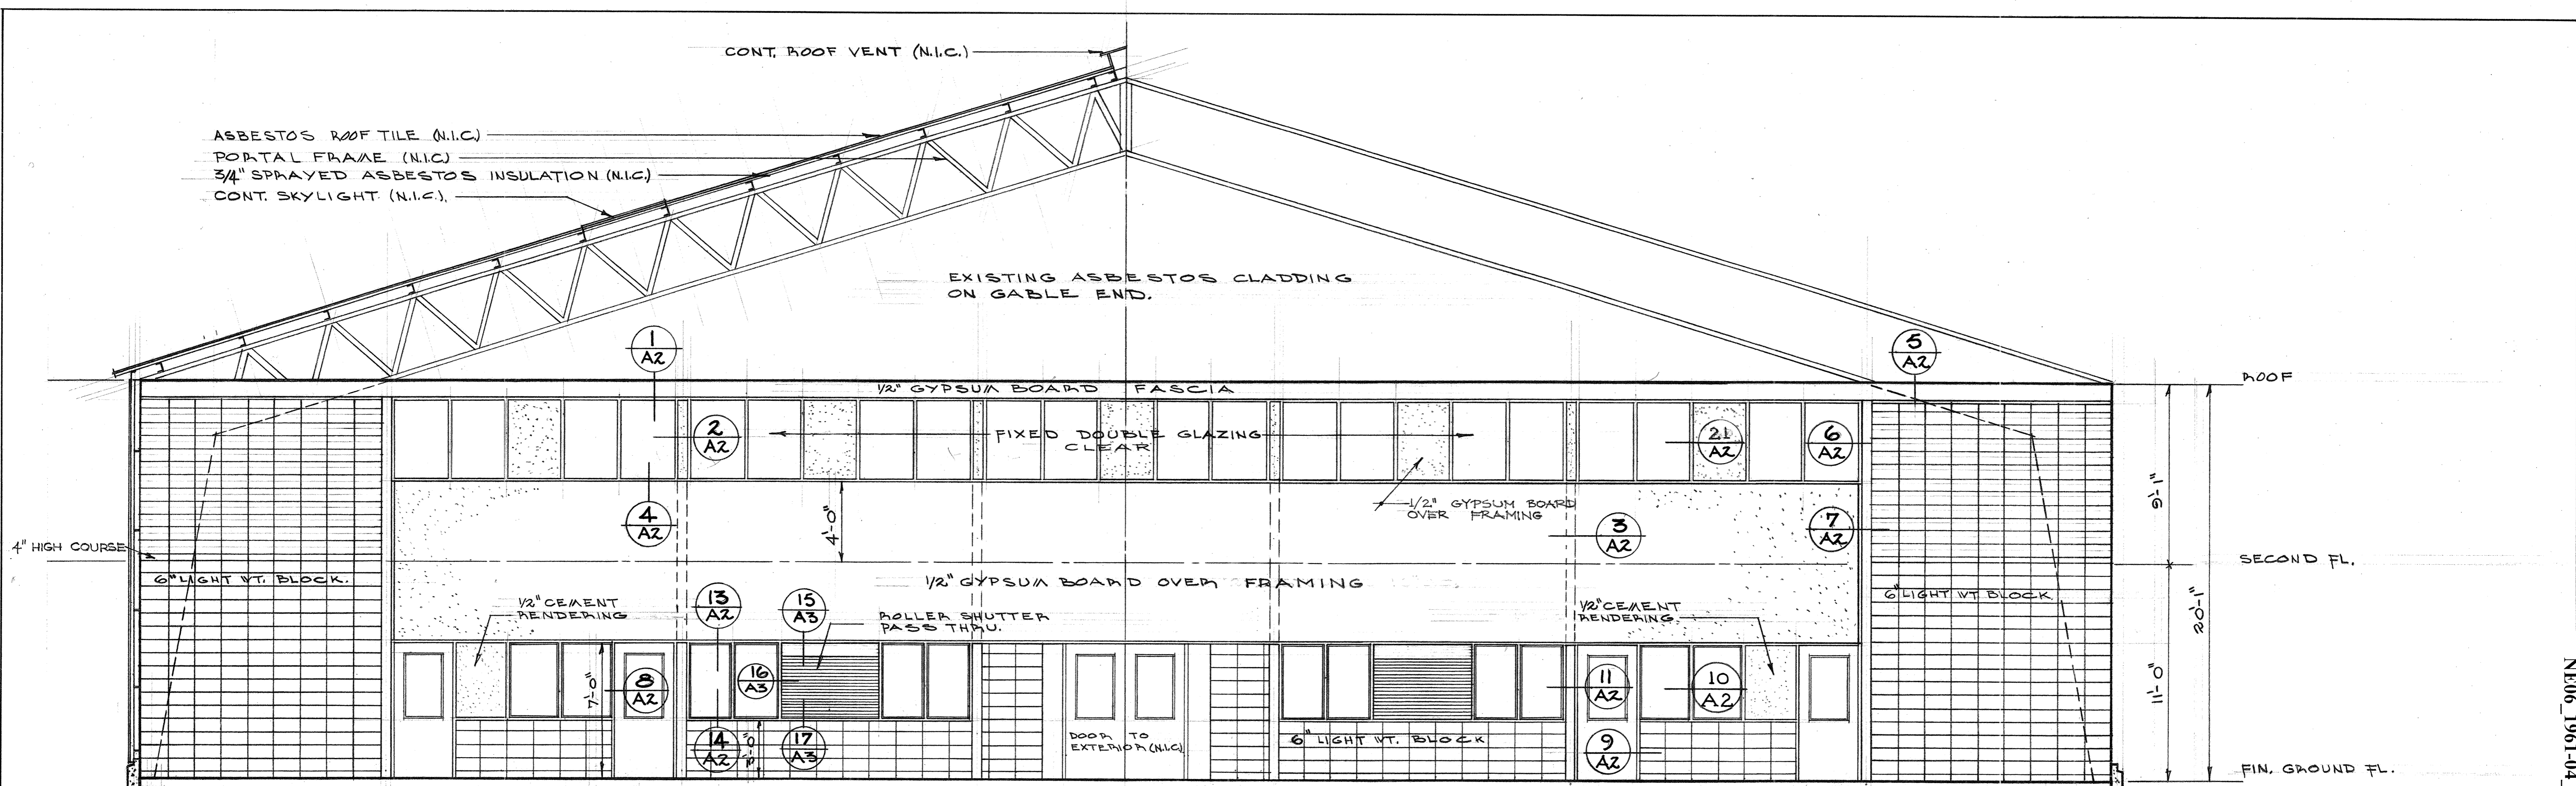 CONT. ROOF VENT (N.I.C.)
ASBESTOS ROOF TILE (N.I.C.)
PORTAL FRAME (N.I.C.)
3/4" SPRAYED ASBESTOS INSULATION (N.I.C.)
CONT. SKYLIGHT (N.I.C.).
EXISTING ASBESTOS CLADDING
ON GABLE END.
1
A2
5
A2
ROOF
1/2" GYPSUM BOARD FASCIA
2
A2
FIXED DOUBLE GLAZING
CLEAR
21
A2
6
A2
4
A2
4'-0"
1/2" GYPSUM BOARD
OVER FRAMING
3
A2
7
A2
9'-1"
4" HIGH COURSE
SECOND FL.
6" LIGHT WT. BLOCK.
1/2" GYPSUM BOARD OVER FRAMING
6" LIGHT WT BLOCK
20'-1"
1/2" CEMENT
RENDERING
13
A2
15
A3
ROLLER SHUTTER
PASS THRU.
1/2" CEMENT
RENDERING
7'-0"
8
A2
16
A3
11
A2
10
A2
11'-0"
14
A2
17
A3
DOOR TO
EXTERIOR (N.I.C.)
6" LIGHT WT. BLOCK
9
A2
FIN. GROUND FL.
NE06_1961-04_